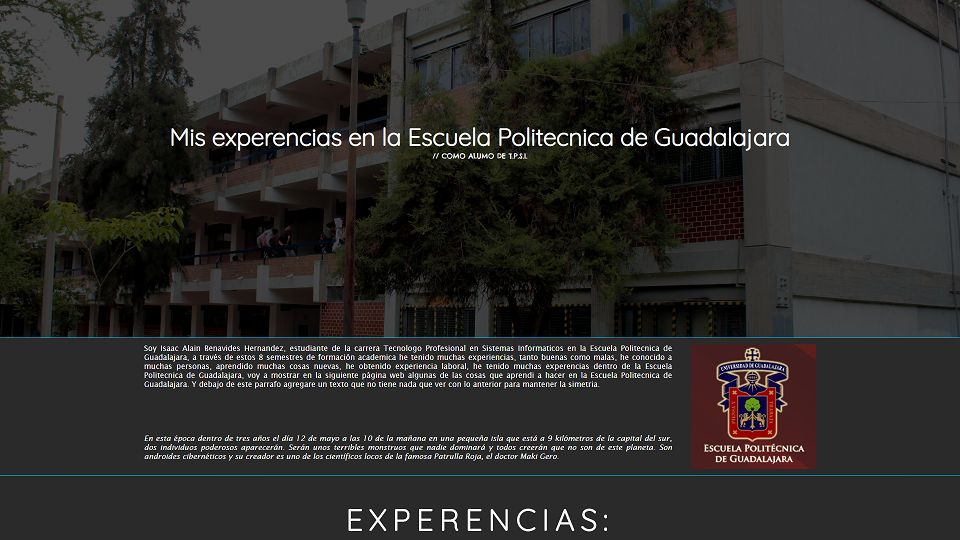 Mis experencias en la Escuela Politecnica de Guadalajara
// COMO ALUMO DE T.P.S.I.
Soy Isaac Alain Benavides Hernandez, estudiante de la carrera Tecnologo Profesional en Sistemas Informaticos en la Escuela Politecnica de
Guadalajara, a través de estos 8 semestres de formación academica he tenido muchas experiencias, tanto buenas como malas, he conocido a
muchas personas, aprendido muchas cosas nuevas, he obtenido experiencia laboral, he tenido muchas experencias dentro de la Escuela
Politecnica de Guadalajara, voy a mostrar en la siguiente página web algunas de las cosas que aprendi a hacer en la Escuela Politecnica de
Guadalajara. Y debajo de este parrafo agregare un texto que no tiene nada que ver con lo anterior para mantener la simetria.
En esta época dentro de tres años el día 12 de mayo a las 10 de la mañana en una pequeña isla que está a 9 kilómetros de la capital del sur,
dos individuos poderosos aparecerán. Serán unos terribles monstruos que nadie dominará y todos creerán que no son de este planeta. Son
androides cibernéticos y su creador es uno de los científicos locos de la famosa Patrulla Roja, el doctor Maki Gero.
UNIVERSIDAD DE GUADALAJARA
ESCUELA POLITÉCNICA
DE GUADALAJARA
EXPERENCIAS: